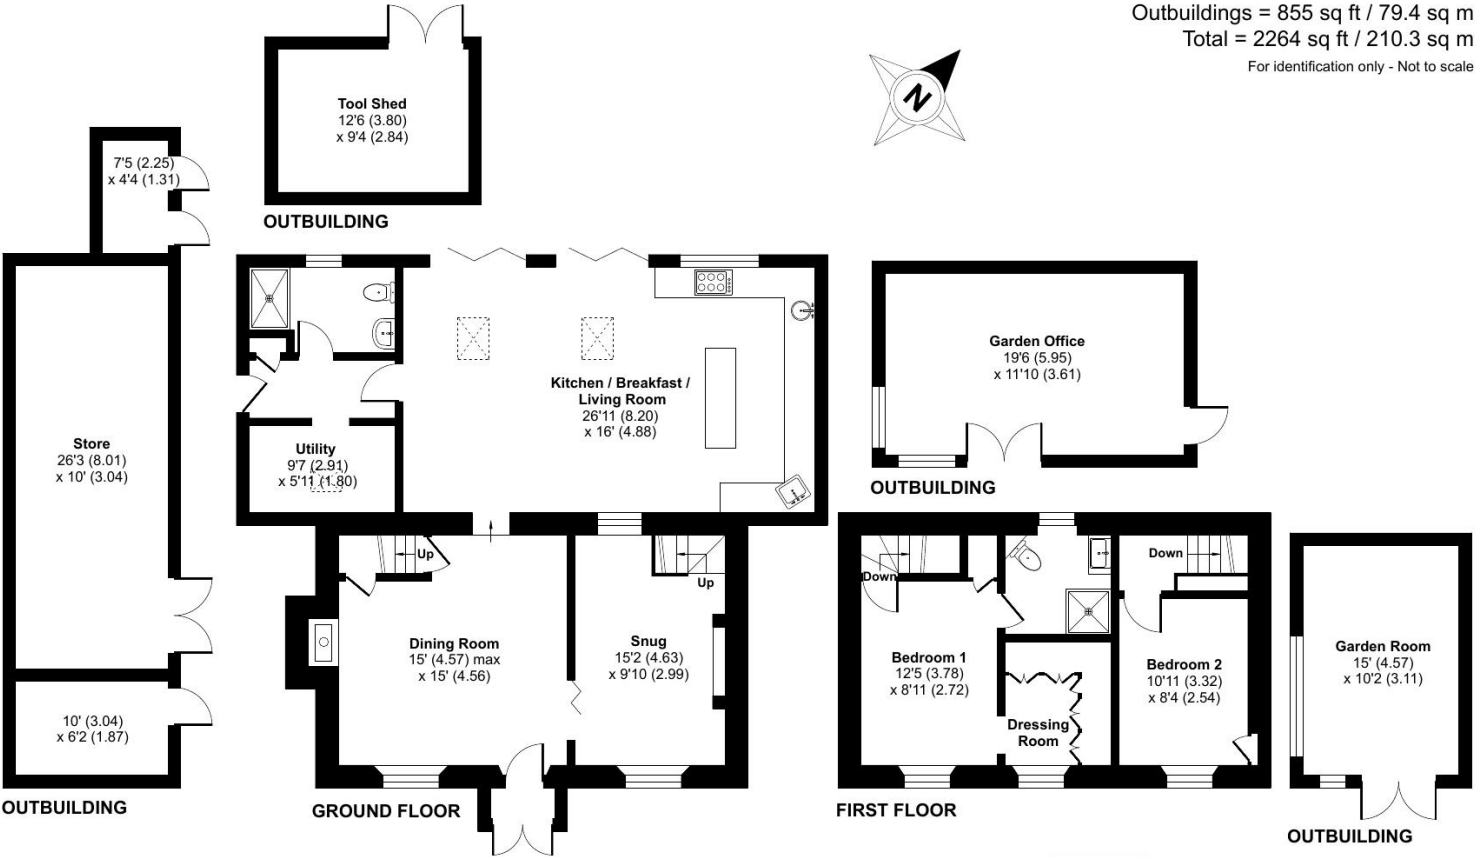 Outbuildings = 855 sq ft / 79.4 sq m
Total = 2264 sq ft / 210.3 sq m
For identification only - Not to scale
N
Tool Shed
12'6 (3.80)
x 9'4 (2.84)
OUTBUILDING
7'5 (2.25)
x 4'4 (1.31)
Store
26'3 (8.01)
x 10' (3.04)
10' (3.04)
x 6'2 (1.87)
OUTBUILDING
Kitchen / Breakfast /
Living Room
26'11 (8.20)
x 16' (4.88)
Utility
9'7 (2.91)
x 5'11 (1.80)
Up
Up
Dining Room
15' (4.57) max
x 15' (4.56)
Snug
15'2 (4.63)
x 9'10 (2.99)
GROUND FLOOR
Garden Office
19'6 (5.95)
x 11'10 (3.61)
OUTBUILDING
Down
Down
Bedroom 1
12'5 (3.78)
x 8'11 (2.72)
Dressing
Room
Bedroom 2
10'11 (3.32)
x 8'4 (2.54)
FIRST FLOOR
Garden Room
15' (4.57)
x 10'2 (3.11)
OUTBUILDING